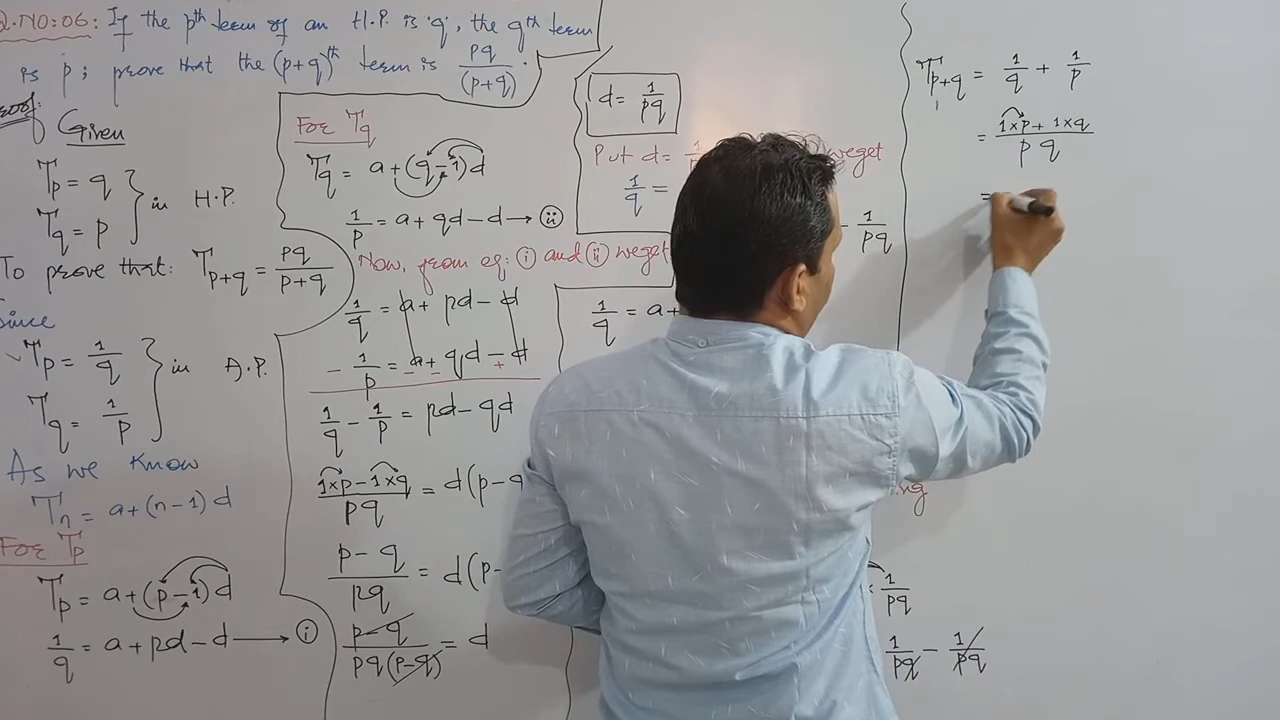 Q.NO:06: If the pth term of an H.P. is 'q', the qth term
is p; prove that the (p+q)th term is pq/(p+q).
Proof:
Given
Tp = q
Tq = p } in H.P.
To prove that: Tp+q = pq/(p+q)
Since
Tp = 1/q
Tq = 1/p } in A.P.
As we know
Tn = a+(n-1)d
For Tp
Tp = a+(p-1)d
1/q = a+pd-d → (i)
For Tq
Tq = a+(q-1)d
1/p = a+qd-d → (ii)
Now, from eq: (i) and (ii) we get
1/q = a+ pd-d
- 1/p = a+ qd-d
- - +
1/q - 1/p = pd-qd
(1×p-1×q)/pq = d(p-q
(p-q)/pq = d(p-
(p-q)/(pq(p-q)) = d
d = 1/pq
Put d = we get
1/q =
- 1/pq
1/q = a+
1/pq
1/pq - 1/pq
Tp+q = 1/q + 1/p
= (1×p+1×q)/pq
=